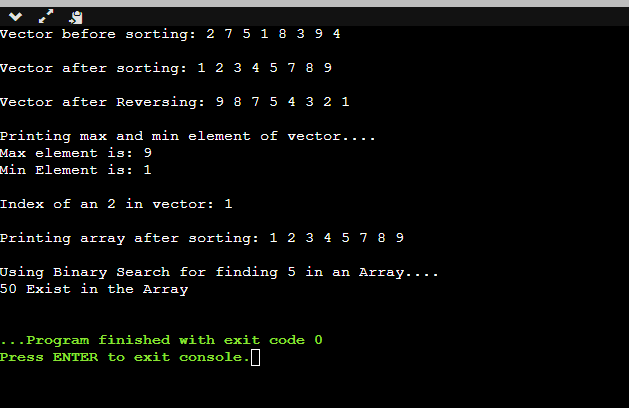 Vector before sorting: 2 7 5 1 8 3 9 4
Vector after sorting: 1 2 3 4 5 7 8 9
Vector after Reversing: 9 8 7 5 4 3 2 1
Printing max and min element of vector....
Max element is: 9
Min Element is: 1
Index of an 2 in vector: 1
Printing array after sorting: 1 2 3 4 5 7 8 9
Using Binary Search for finding 5 in an Array....
50 Exist in the Array
...Program finished with exit code 0
Press ENTER to exit console.